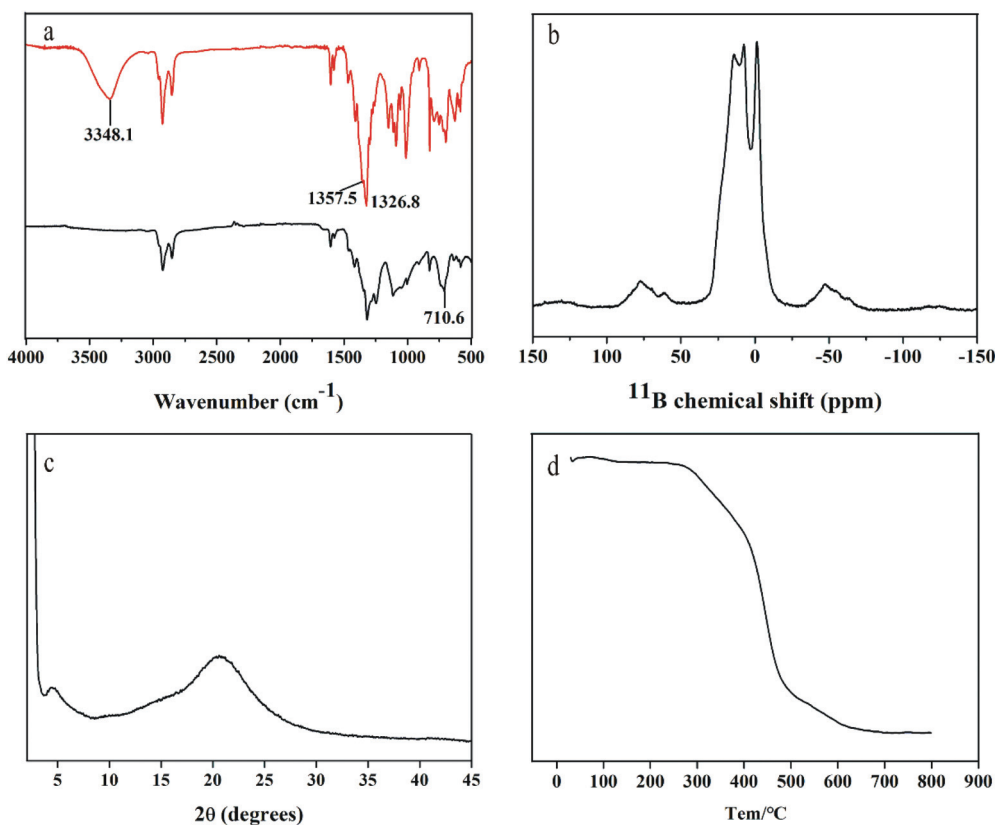 a
3348.1
1357.5 1326.8
710.6
4000 3500 3000 2500 2000 1500 1000 500
Wavenumber (cm-1)
b
150 100 50 0 -50 -100 -150
11B chemical shift (ppm)
c
5 10 15 20 25 30 35 40 45
2θ (degrees)
d
0 100 200 300 400 500 600 700 800 900
Tem/°C